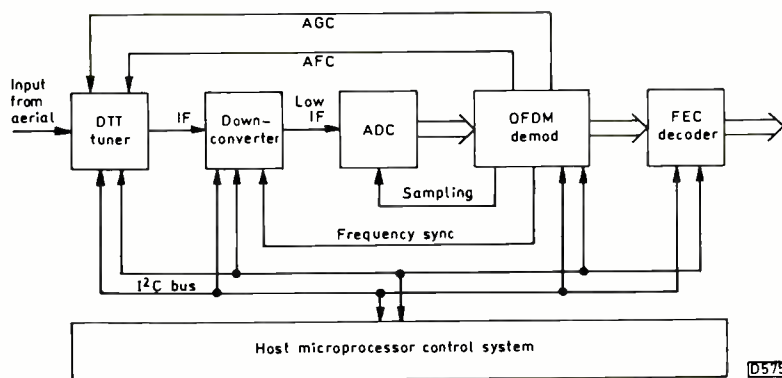 AGC
AFC
Input
from
aerial
DTT
tuner
IF
Down-
converter
Low
IF
ADC
OFDM
demod
FEC
decoder
Sampling
Frequency sync
I²C bus
Host microprocessor control system
D575